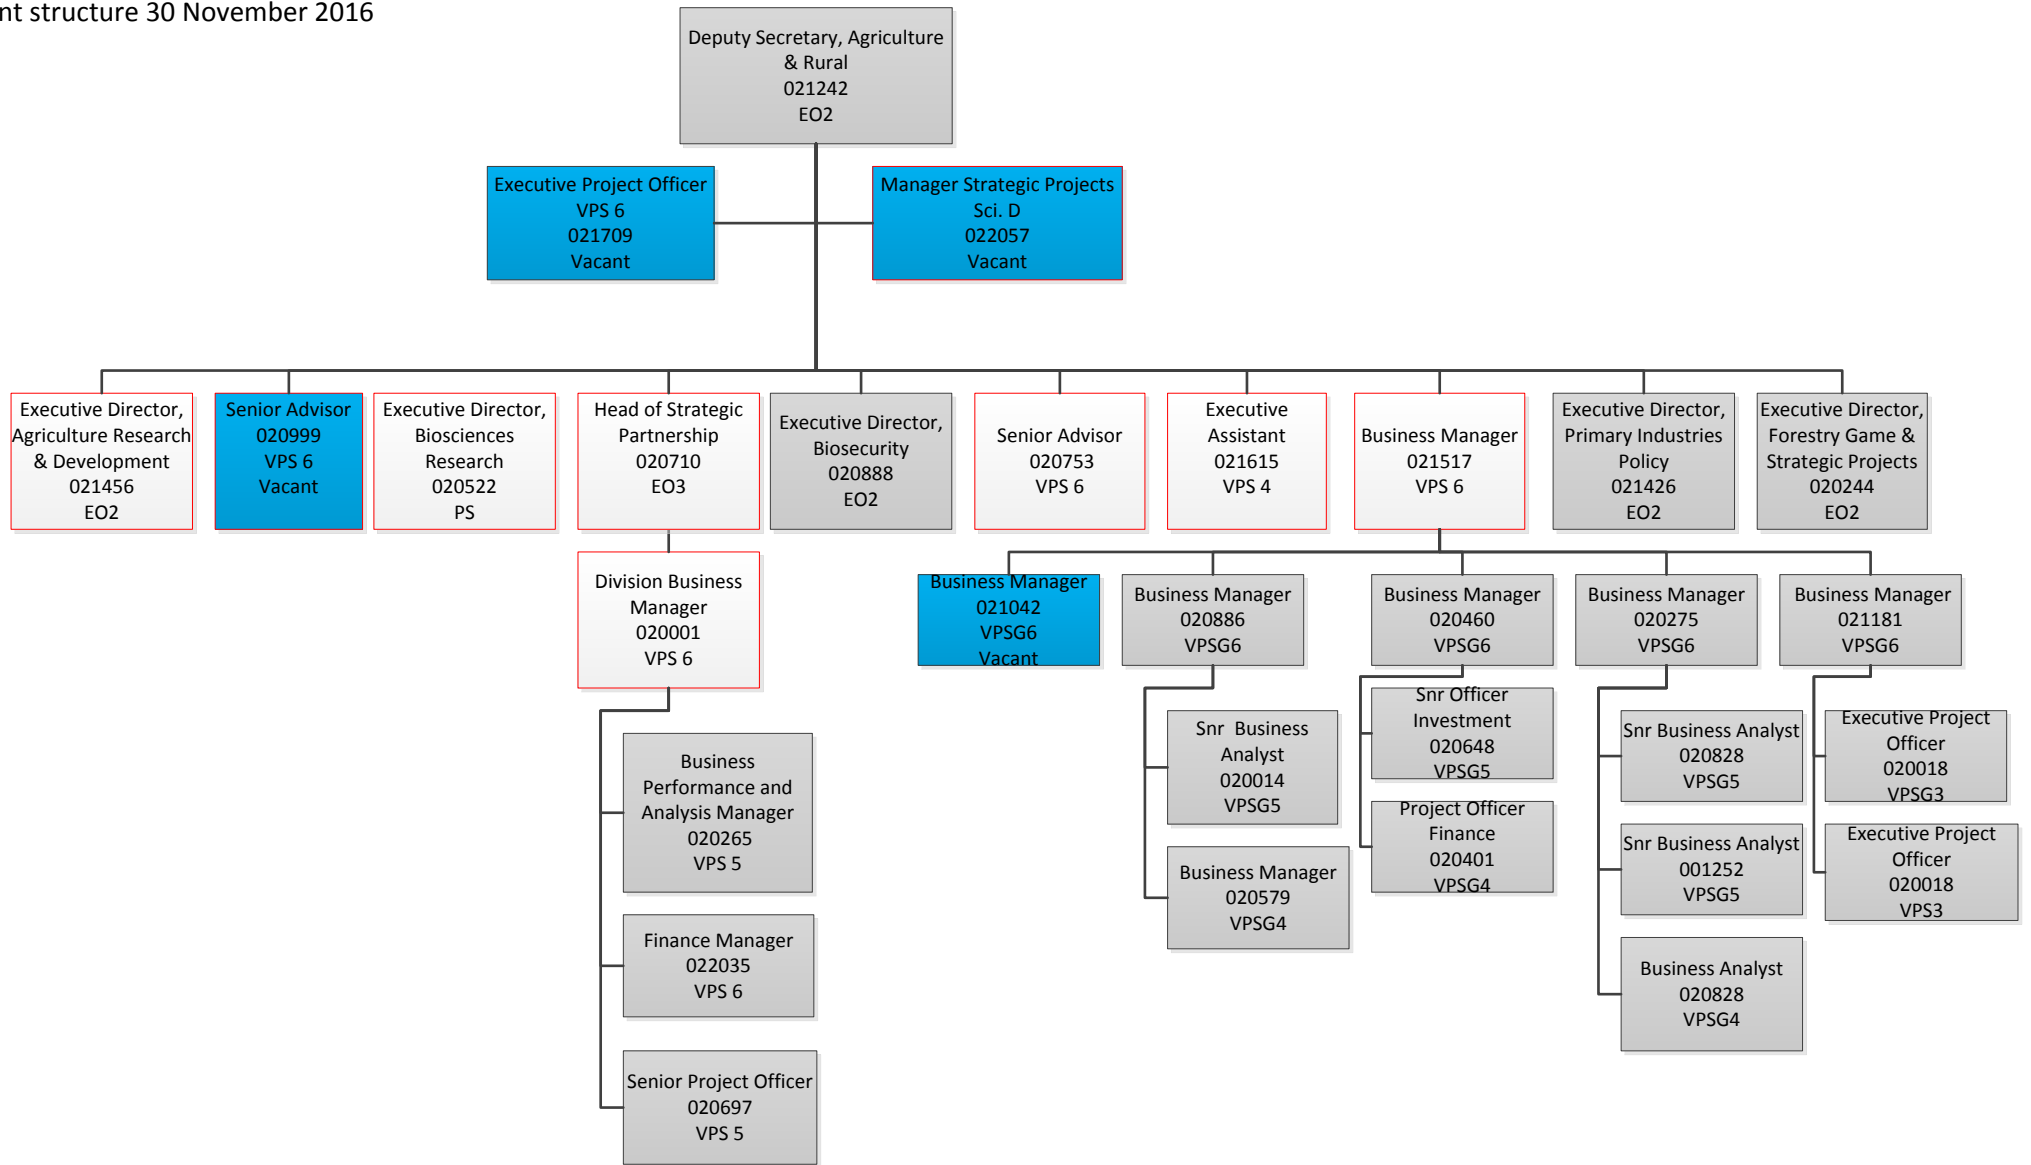 nt structure 30 November 2016
Deputy Secretary, Agriculture
& Rural
021242
EO2
Executive Project Officer
VPS 6
021709
Vacant
Manager Strategic Projects
Sci. D
022057
Vacant
Executive Director,
Agriculture Research
& Development
021456
EO2
Senior Advisor
020999
VPS 6
Vacant
Executive Director,
Biosciences
Research
020522
PS
Head of Strategic
Partnership
020710
EO3
Executive Director,
Biosecurity
020888
EO2
Senior Advisor
020753
VPS 6
Executive
Assistant
021615
VPS 4
Business Manager
021517
VPS 6
Executive Director,
Primary Industries
Policy
021426
EO2
Executive Director,
Forestry Game &
Strategic Projects
020244
EO2
Division Business
Manager
020001
VPS 6
Business Manager
021042
VPSG6
Vacant
Business Manager
020886
VPSG6
Business Manager
020460
VPSG6
Business Manager
020275
VPSG6
Business Manager
021181
VPSG6
Business
Performance and
Analysis Manager
020265
VPS 5
Finance Manager
022035
VPS 6
Senior Project Officer
020697
VPS 5
Snr Business
Analyst
020014
VPSG5
Business Manager
020579
VPSG4
Snr Officer
Investment
020648
VPSG5
Project Officer
Finance
020401
VPSG4
Snr Business Analyst
020828
VPSG5
Snr Business Analyst
001252
VPSG5
Business Analyst
020828
VPSG4
Executive Project
Officer
020018
VPSG3
Executive Project
Officer
020018
VPS3